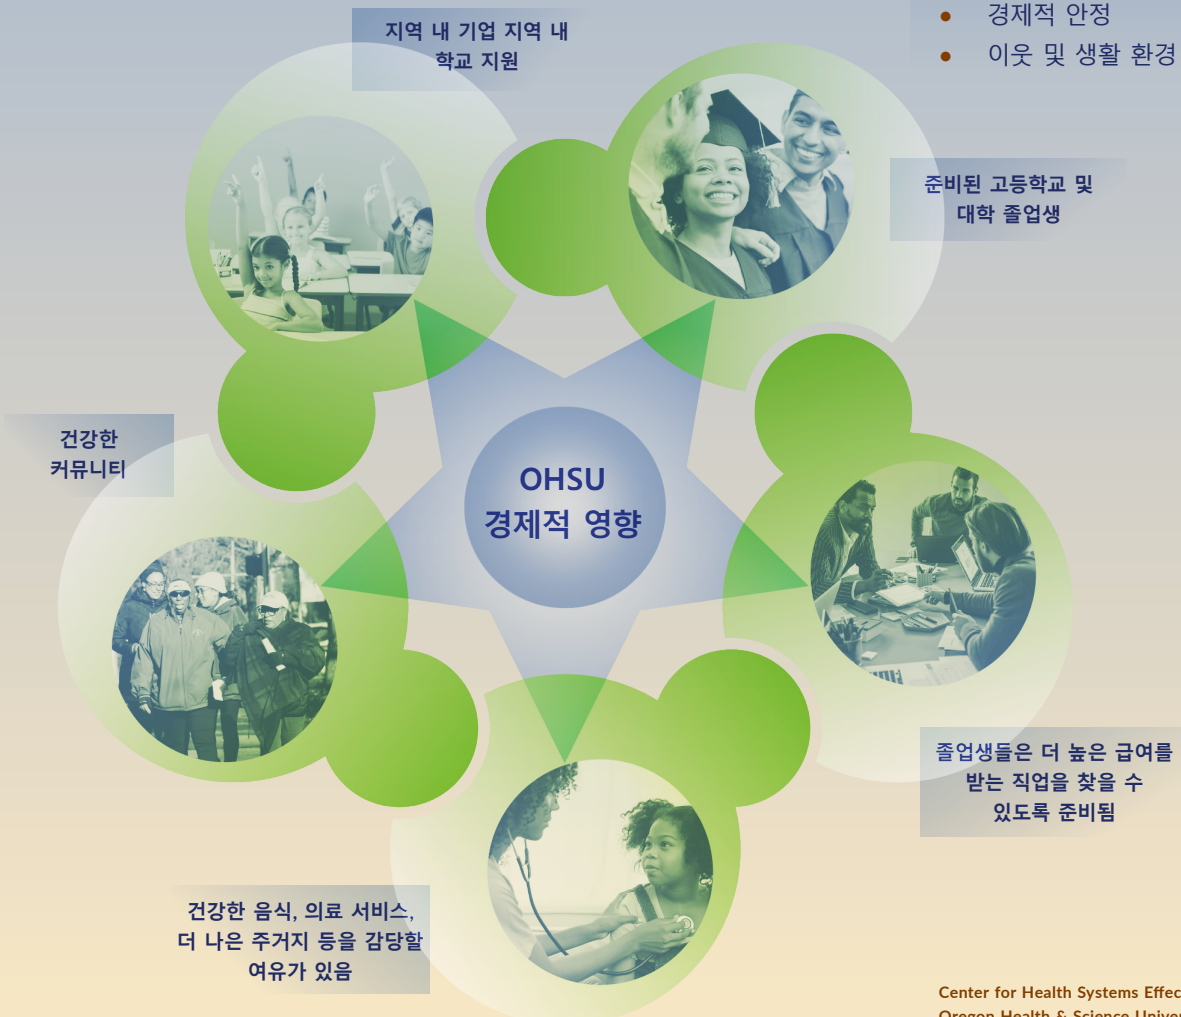 경제적 안정
이웃 및 생활 환경
지역 내 기업 지역 내
학교 지원
준비된 고등학교 및
대학 졸업생
건강한
커뮤니티
OHSU
경제적 영향
졸업생들은 더 높은 급여를
받는 직업을 찾을 수
있도록 준비됨
건강한 음식, 의료 서비스,
더 나은 주거지 등을 감당할
여유가 있음
Center for Health Systems
Oregon Health & Science